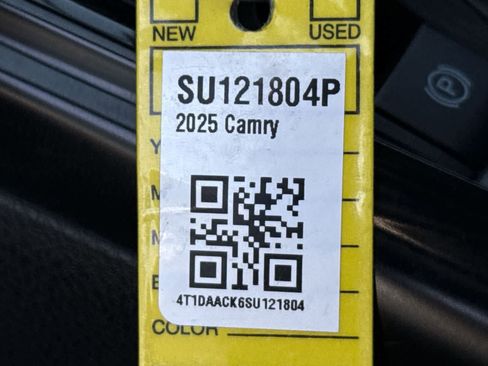 NEW USED
SU121804P
2025 Camry
Y
M
M
4T1DAACK6SU121804
COLOR